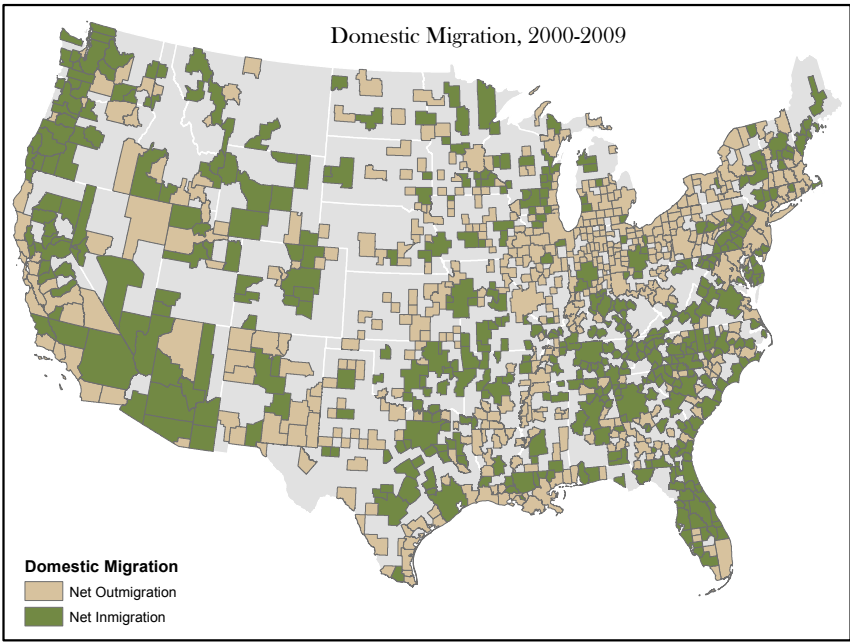 Domestic Migration, 2000-2009
Domestic Migration
Net Outmigration
Net Inmigration